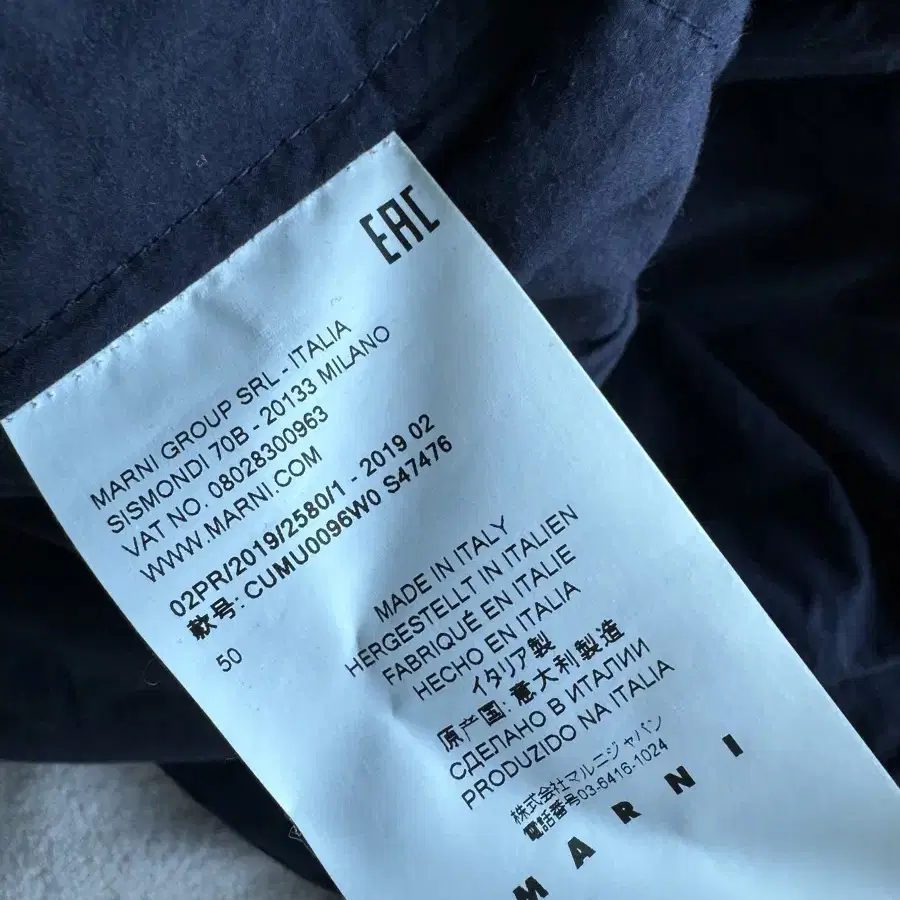 EAC
MARNI GROUP SRL - ITALIA
SISMONDI 70B - 20133 MILANO
VAT NO. 08028300963
WWW.MARNI.COM
02PR/2019/2580/1 - 2019 02
款号: CUMU0096W0 S47476
50
MADE IN ITALY
HERGESTELLT IN ITALIEN
FABRIQUÉ EN ITALIE
HECHO EN ITALIA
イタリア製
原产国: 意大利製造
СДЕЛАНО В ИТАЛИИ
PRODUZIDO NA ITALIA
株式会社マルニジャパン
電話番号03-6416-1024
MARNI